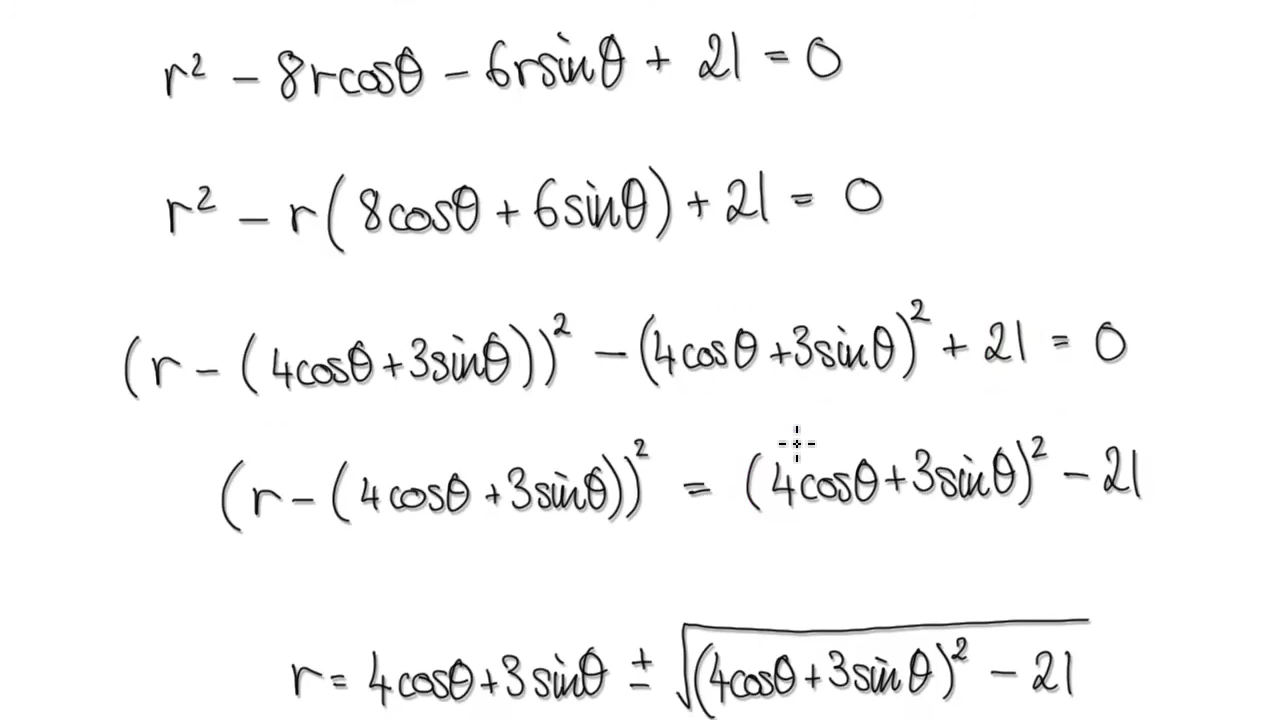 r² - 8rcosθ - 6rsinθ + 21 = 0
r² - r(8cosθ + 6sinθ) + 21 = 0
(r - (4cosθ + 3sinθ))² - (4cosθ + 3sinθ)² + 21 = 0
(r - (4cosθ + 3sinθ))² = (4cosθ + 3sinθ)² - 21
r = 4cosθ + 3sinθ ± √((4cosθ + 3sinθ)² - 21)